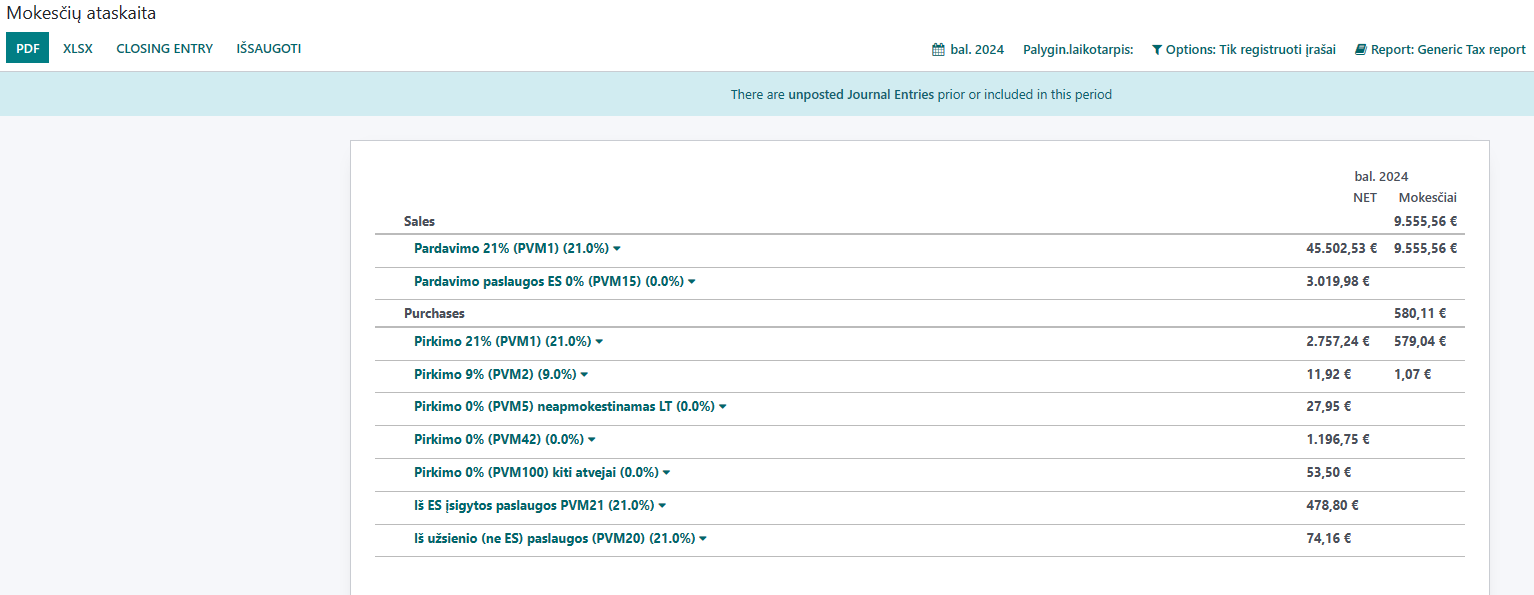 Mokesčių ataskaita
PDF XLSX CLOSING ENTRY IŠSAUGOTI bal. 2024 Palygin.laikotarpis: Options: Tik registruoti įrašai Report: Generic Tax report
There are unposted Journal Entries prior or included in this period
bal. 2024
NET Mokesčiai
Sales 9.555,56 €
Pardavimo 21% (PVM1) (21.0%) 45.502,53 € 9.555,56 €
Pardavimo paslaugos ES 0% (PVM15) (0.0%) 3.019,98 €
Purchases 580,11 €
Pirkimo 21% (PVM1) (21.0%) 2.757,24 € 579,04 €
Pirkimo 9% (PVM2) (9.0%) 11,92 € 1,07 €
Pirkimo 0% (PVM5) neapmokestinamas LT (0.0%) 27,95 €
Pirkimo 0% (PVM42) (0.0%) 1.196,75 €
Pirkimo 0% (PVM100) kiti atvejai (0.0%) 53,50 €
Iš ES įsigytos paslaugos PVM21 (21.0%) 478,80 €
Iš užsienio (ne ES) paslaugos (PVM20) (21.0%) 74,16 €